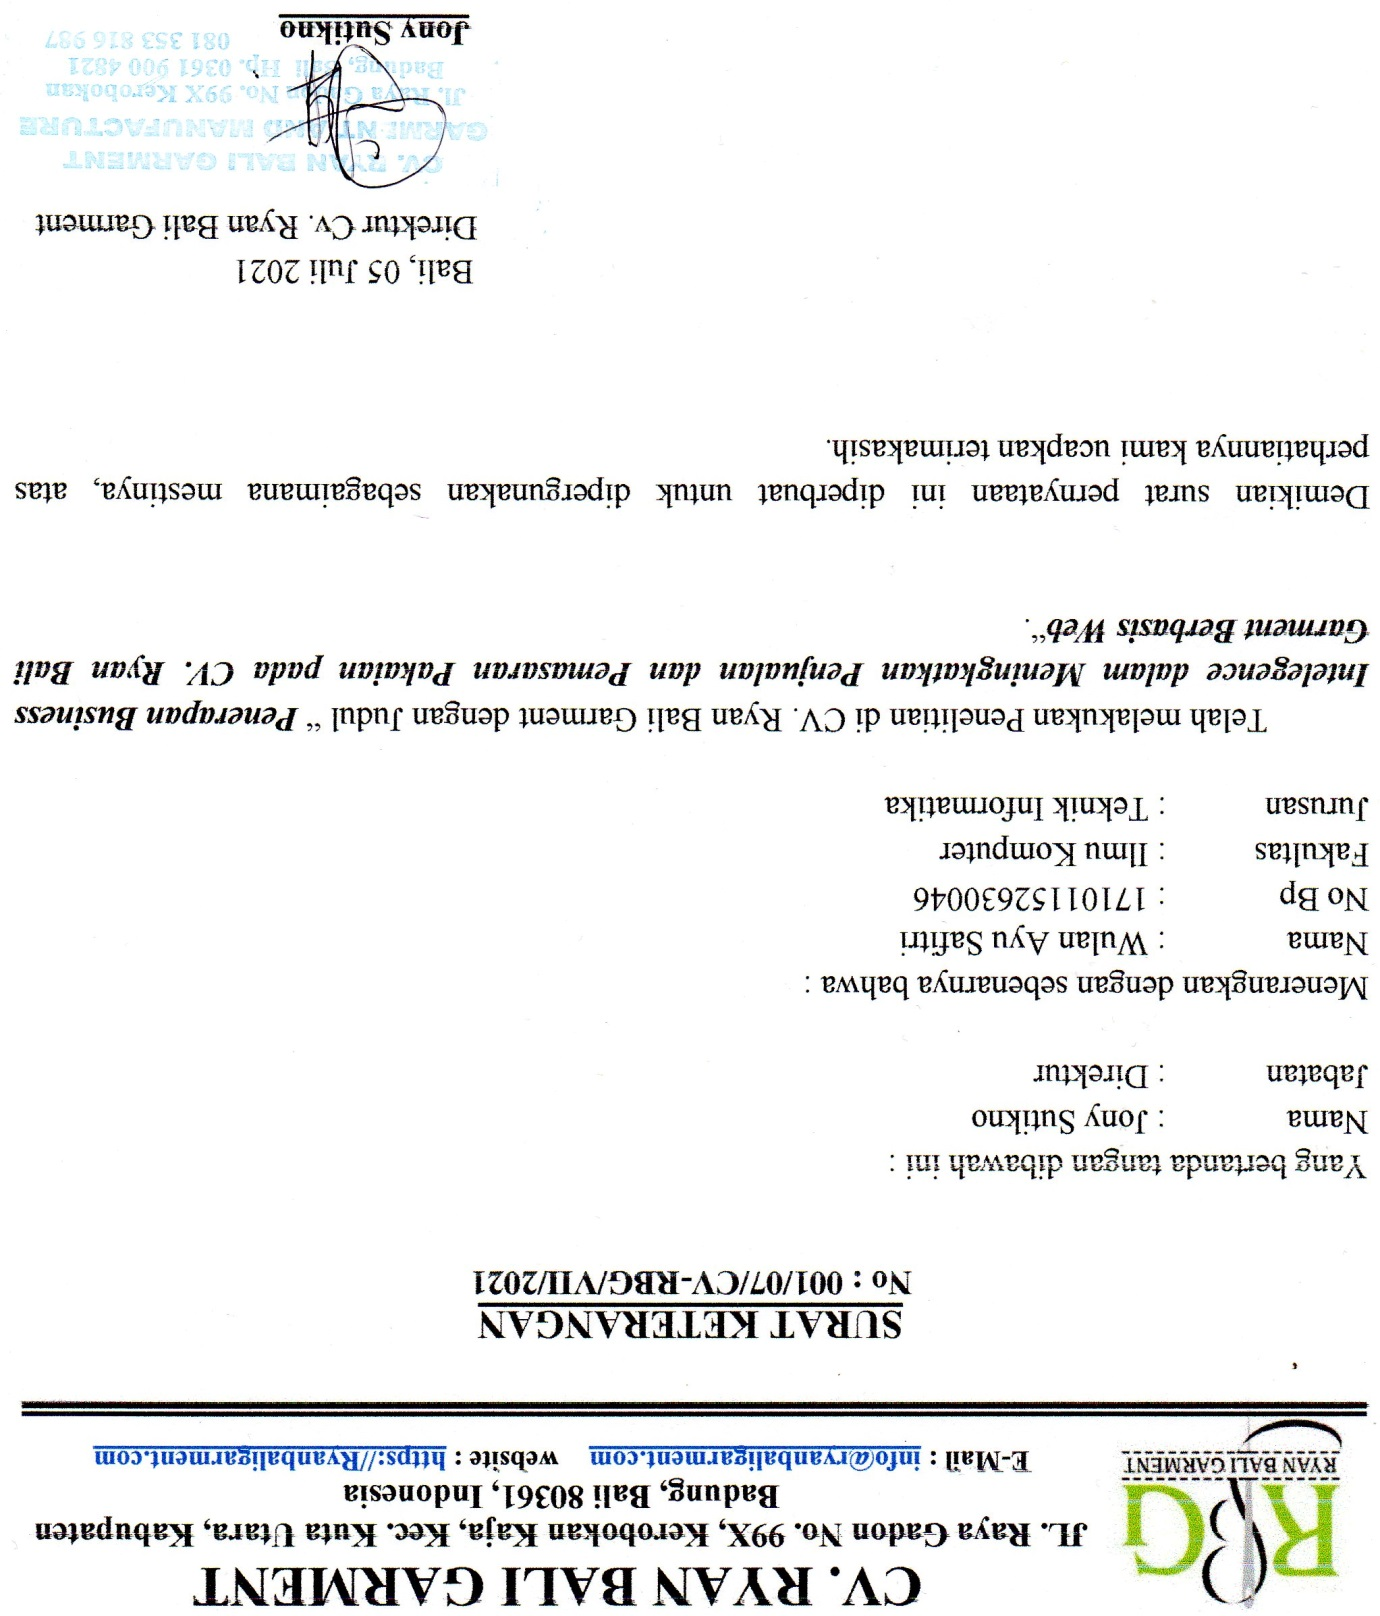 RBG
RYAN BALI GARMENT
CV. RYAN BALI GARMENT
JL. Raya Gadon No. 99X, Kerobokan Kaja, Kec. Kuta Utara, Kabupaten
Badung, Bali 80361, Indonesia
E-Mail : info@ryanbaligarment.com website : https://Ryanbaligarment.com
SURAT KETERANGAN
No : 001/07/CV-RBG/VII/2021
Yang bertanda tangan dibawah ini :
Nama : Jony Sutikno
Jabatan : Direktur
Menerangkan dengan sebenarnya bahwa :
Nama : Wulan Ayu Safitri
No Bp : 17101152630046
Fakultas : Ilmu Komputer
Jurusan : Teknik Informatika
Telah melakukan Penelitian di CV. Ryan Bali Garment dengan Judul “ Penerapan Business
Intelegence dalam Meningkatkan Penjualan dan Pemasaran Pakaian pada CV. Ryan Bali
Garment Berbasis Web“.
Demikian surat pernyataan ini diperbuat untuk dipergunakan sebagaimana mestinya, atas
perhatiannya kami ucapkan terimakasih.
Bali, 05 Juli 2021
Direktur Cv. Ryan Bali Garment
CV. RYAN BALI GARMENT
GARMENT AND MANUFACTURE
Jl. Raya Gadon No. 99X Kerobokan
Badung, Bali Hp. 0361 900 4821
081 353 816 987
Jony Sutikno